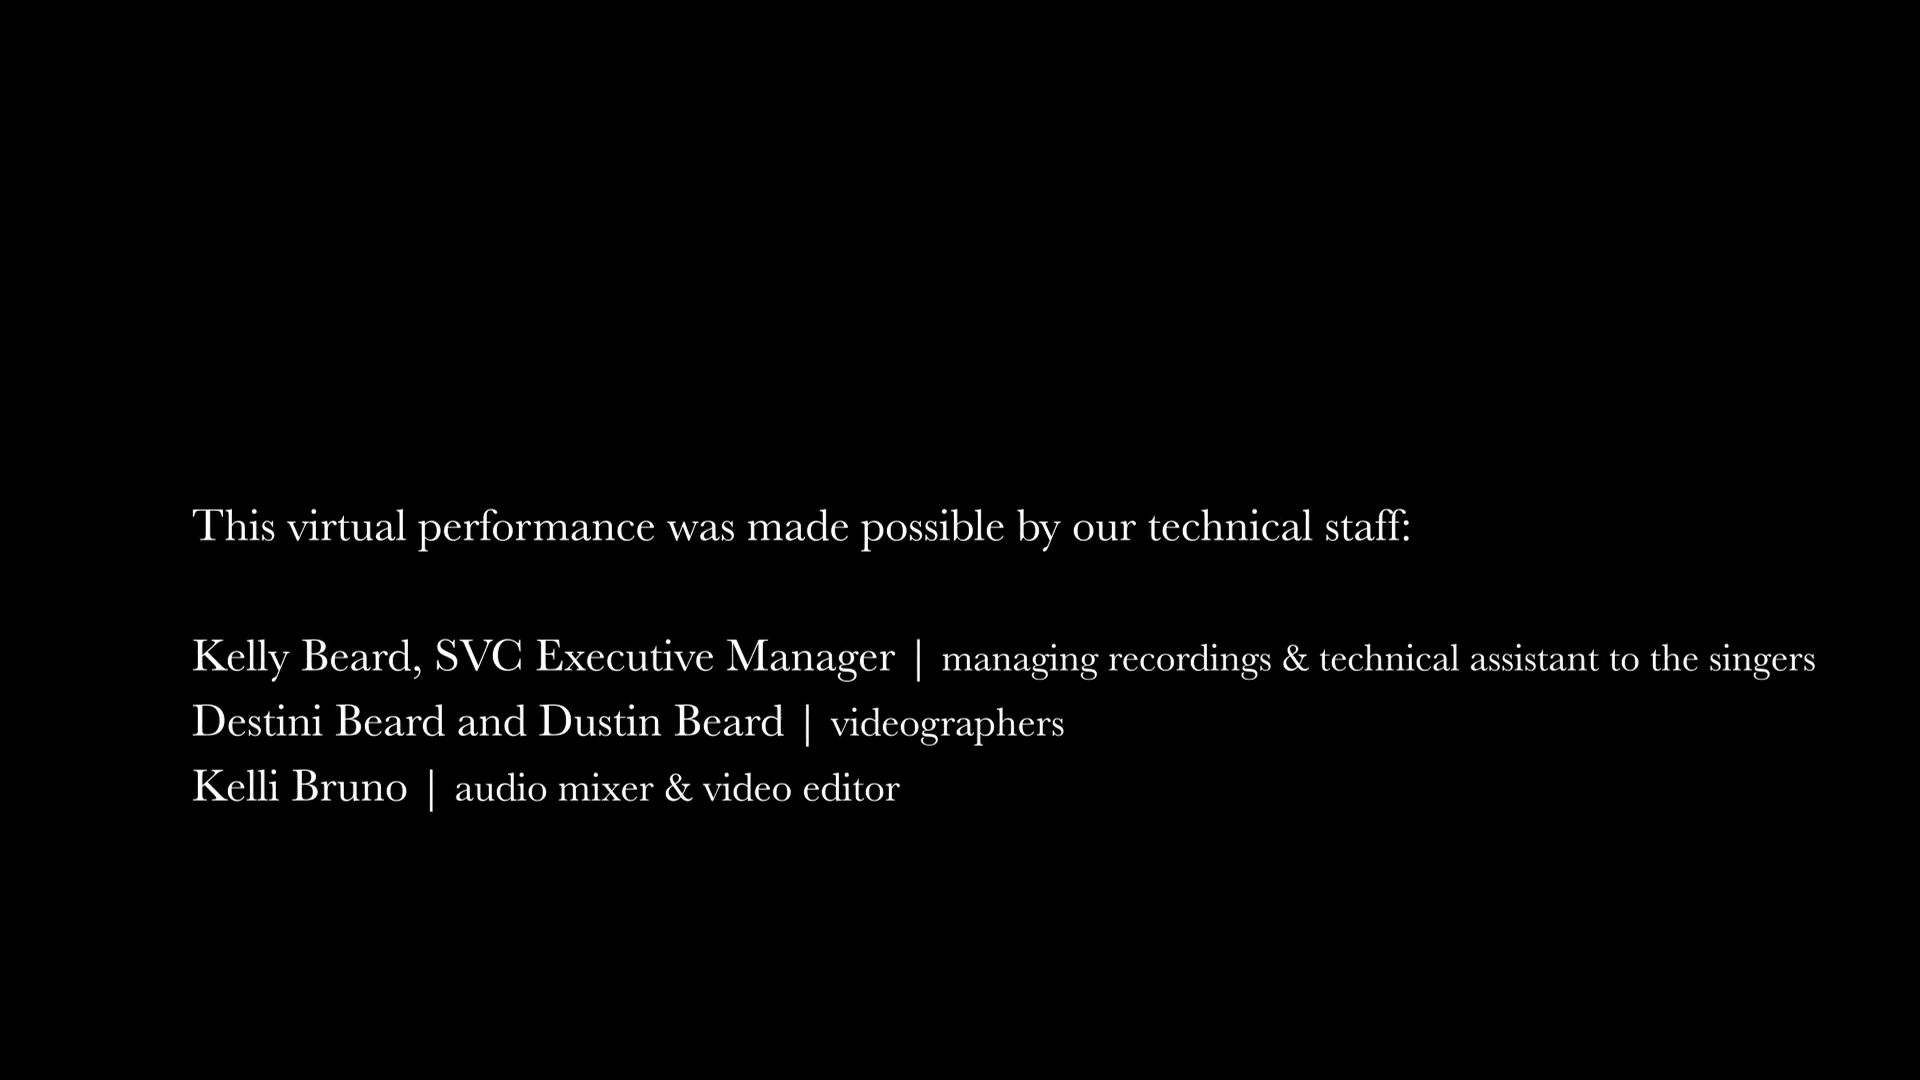 This virtual performance was made possible by our technical staff:
Kelly Beard, SVC Executive Manager | managing recordings & technical assistant to the singers
Destini Beard and Dustin Beard | videographers
Kelli Bruno | audio mixer & video editor